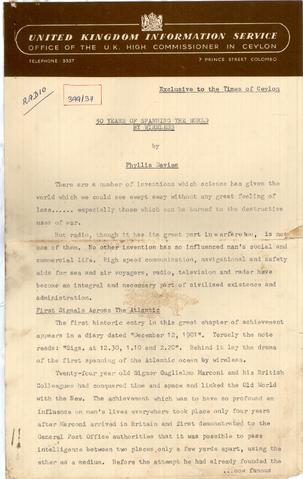 UNITED KINGDOM INFORMATION SERVICE
OFFICE OF THE U.K. HIGH COMMISSIONER IN CEYLON
TELEPHONE: 5537
7 PRINCE STREET COLOMBO
RADIO
399/37
Exclusive to the Times of Ceylon
50 YEARS OF SPANNING THE WORLD
BY WIRELESS
by
Phyllis Davies
There are a number of inventions which science has given the
world which we could see swept away without any great feeling of
loss...... especially those which can be turned to the destructive
uses of war.
But radio, though it has its great part in warfare too, is not
one of them. No other invention has so influenced man's social and
commercial life. High speed communication, navigational and safety
aids for sea and air voyagers, radio, television and radar have
become an integral and necessary part of civilised existence and
administration.
First Signals Across The Atlantic
The first historic entry in this great chapter of achievement
appears in a diary dated "December 12, 1901". Tersely the note
reads: "Sigs. at 12.30, 1.10 and 2.20". Behind it lay the drama
of the first spanning of the Atlantic ocean by wireless.
Twenty-four year old Signor Guglielmo Marconi and his British
Colleagues had conquered time and space and linked the Old World
with the New. The achievement which was to have so profound an
influence on man's lives everywhere took place only four years
after Marconi arrived in Britain and first demonstrated to the
General Post Office authorities that it was possible to pass
intelligence between two places, only a few yards apart, using the
ether as a medium. Before the attempt he had already founded the
...now famous